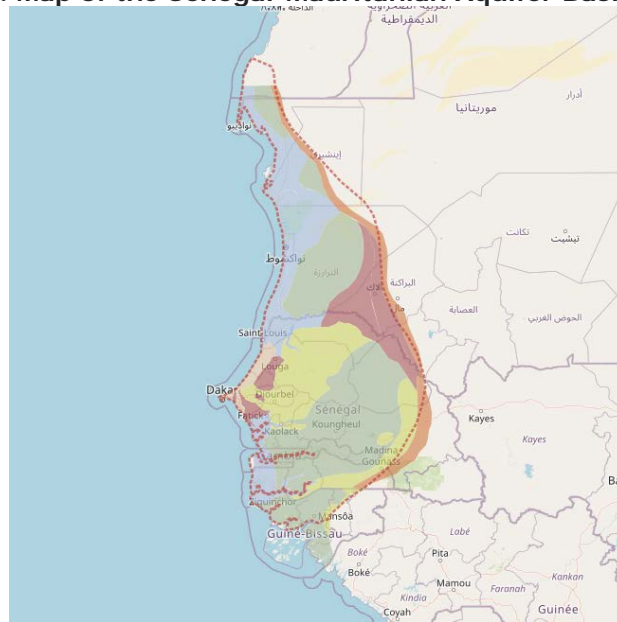 Map of the Senegal-Mauritanian Aquifer Bas
الديمقراطية
أدرار
موريتانيا
نواذيبو
إينشيري
تكانت
تيشيت
نواكشوط
الترارزة
البراكنة
العصابة
الحوض الغربي
Saint-Louis
Louga
Dakar
Djourbel
Fatick
Sénégal
Koungheul
Kaolack
Kayes
Kayes
Madina
Gounass
Ziguinchor
Mansôa
Guiné-Bissau
Labé
Boké
Pita
Boké
Mamou
Kankan
Kindia
Faranah
Guinée
Coyah